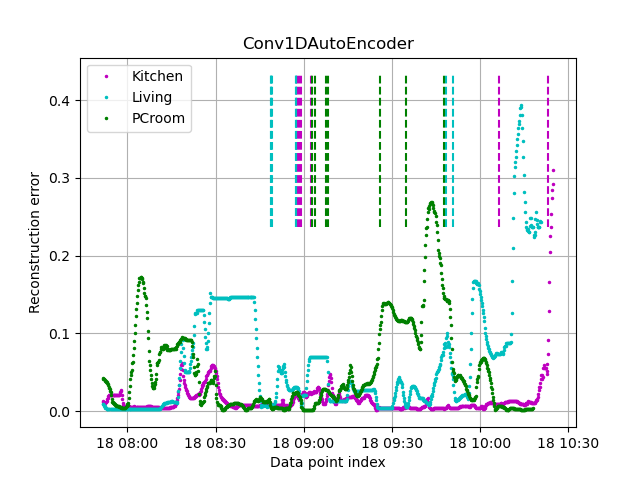 Conv1DAutoEncoder
Kitchen
Living
PCroom
Reconstruction error
0.4
0.3
0.2
0.1
0.0
18 08:00 18 08:30 18 09:00 18 09:30 18 10:00 18 10:30
Data point index